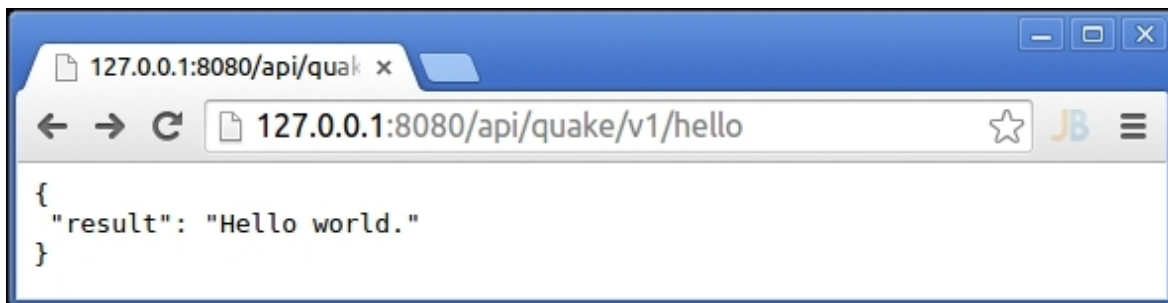 127.0.0.1:8080/api/quak
127.0.0.1:8080/api/quake/v1/hello
JB
{
 "result": "Hello world."
}